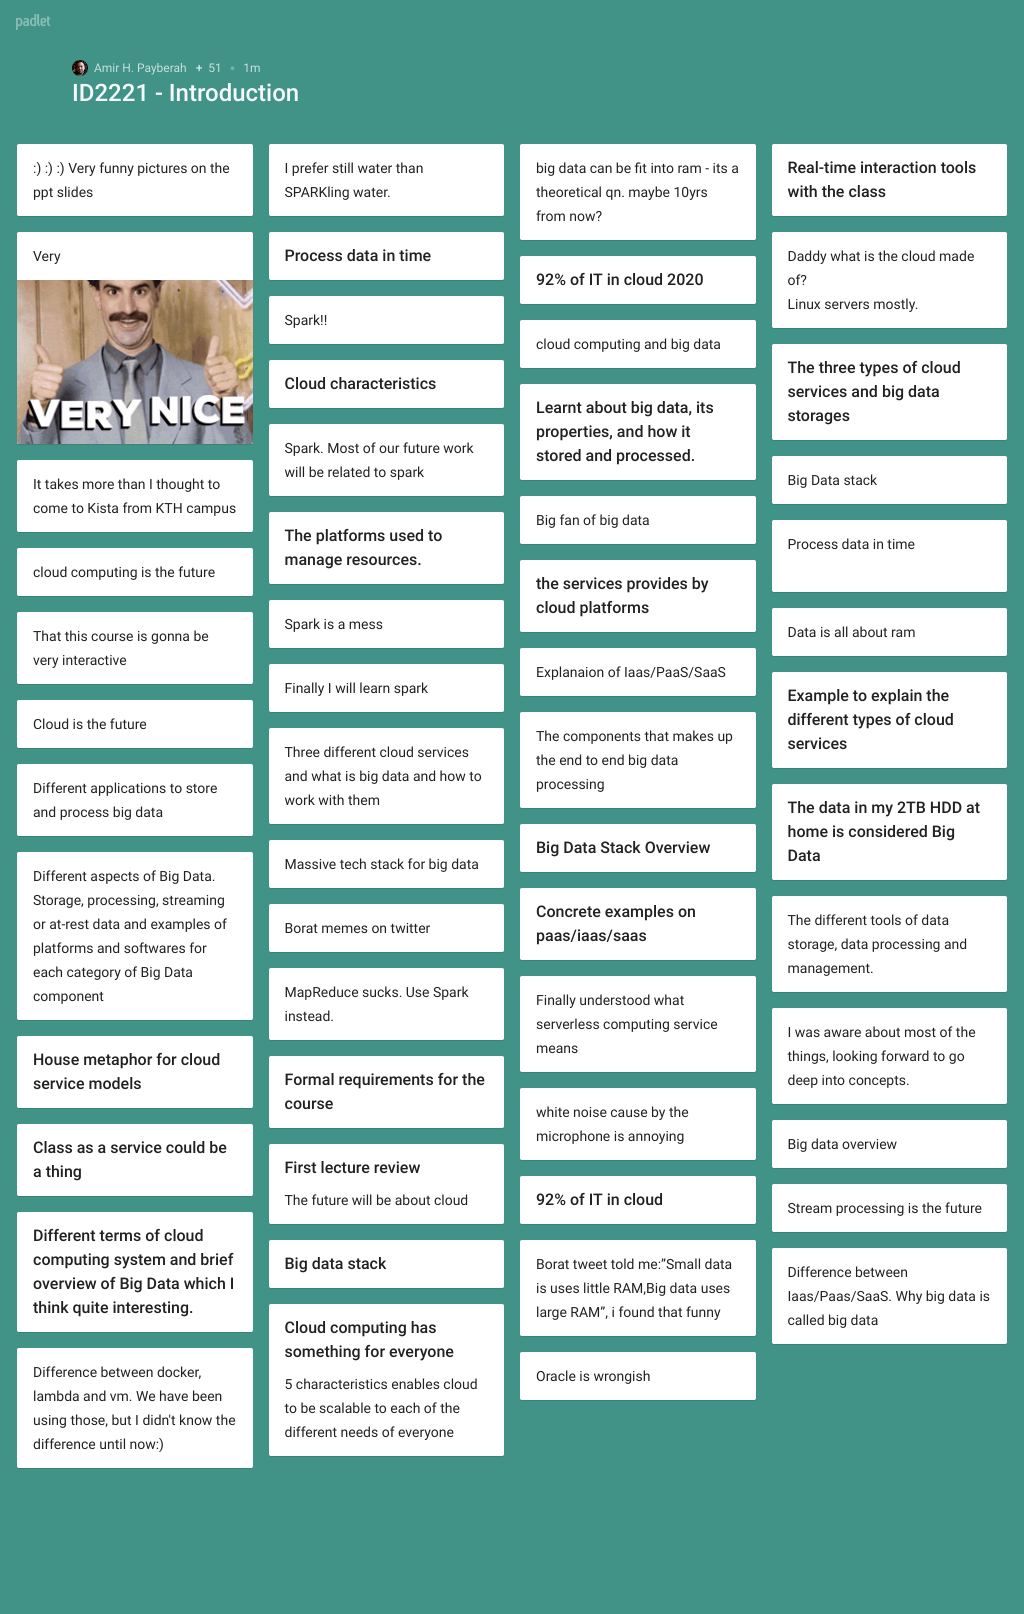 padlet
Amir H. Payberah + 51 • 1m
ID2221 - Introduction
:) :) :) Very funny pictures on the
ppt slides
Very
VERY NICE
It takes more than I thought to
come to Kista from KTH campus
cloud computing is the future
That this course is gonna be
very interactive
Cloud is the future
Different applications to store
and process big data
Different aspects of Big Data.
Storage, processing, streaming
or at-rest data and examples of
platforms and softwares for
each category of Big Data
component
House metaphor for cloud
service models
Class as a service could be
a thing
Different terms of cloud
computing system and brief
overview of Big Data which I
think quite interesting.
Difference between docker,
lambda and vm. We have been
using those, but I didn't know the
difference until now:)
I prefer still water than
SPARKling water.
Process data in time
Spark!!
Cloud characteristics
Spark. Most of our future work
will be related to spark
The platforms used to
manage resources.
Spark is a mess
Finally I will learn spark
Three different cloud services
and what is big data and how to
work with them
Massive tech stack for big data
Borat memes on twitter
MapReduce sucks. Use Spark
instead.
Formal requirements for the
course
First lecture review
The future will be about cloud
Big data stack
Cloud computing has
something for everyone
5 characteristics enables cloud
to be scalable to each of the
different needs of everyone
big data can be fit into ram - its a
theoretical qn. maybe 10yrs
from now?
92% of IT in cloud 2020
cloud computing and big data
Learnt about big data, its
properties, and how it
stored and processed.
Big fan of big data
the services provides by
cloud platforms
Explanaion of Iaas/PaaS/SaaS
The components that makes up
the end to end big data
processing
Big Data Stack Overview
Concrete examples on
paas/iaas/saas
Finally understood what
serverless computing service
means
white noise cause by the
microphone is annoying
92% of IT in cloud
Borat tweet told me:”Small data
is uses little RAM,Big data uses
large RAM”, i found that funny
Oracle is wrongish
Real-time interaction tools
with the class
Daddy what is the cloud made
of?
Linux servers mostly.
The three types of cloud
services and big data
storages
Big Data stack
Process data in time
Data is all about ram
Example to explain the
different types of cloud
services
The data in my 2TB HDD at
home is considered Big
Data
The different tools of data
storage, data processing and
management.
I was aware about most of the
things, looking forward to go
deep into concepts.
Big data overview
Stream processing is the future
Difference between
Iaas/Paas/SaaS. Why big data is
called big data